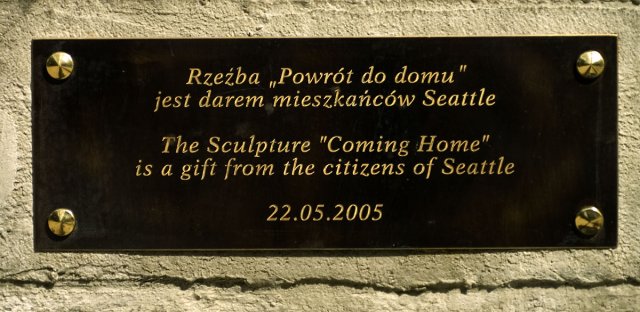 Rzeźba „Powrót do domu"
jest darem mieszkańców Seattle
The Sculpture "Coming Home"
is a gift from the citizens of Seattle
22.05.2005